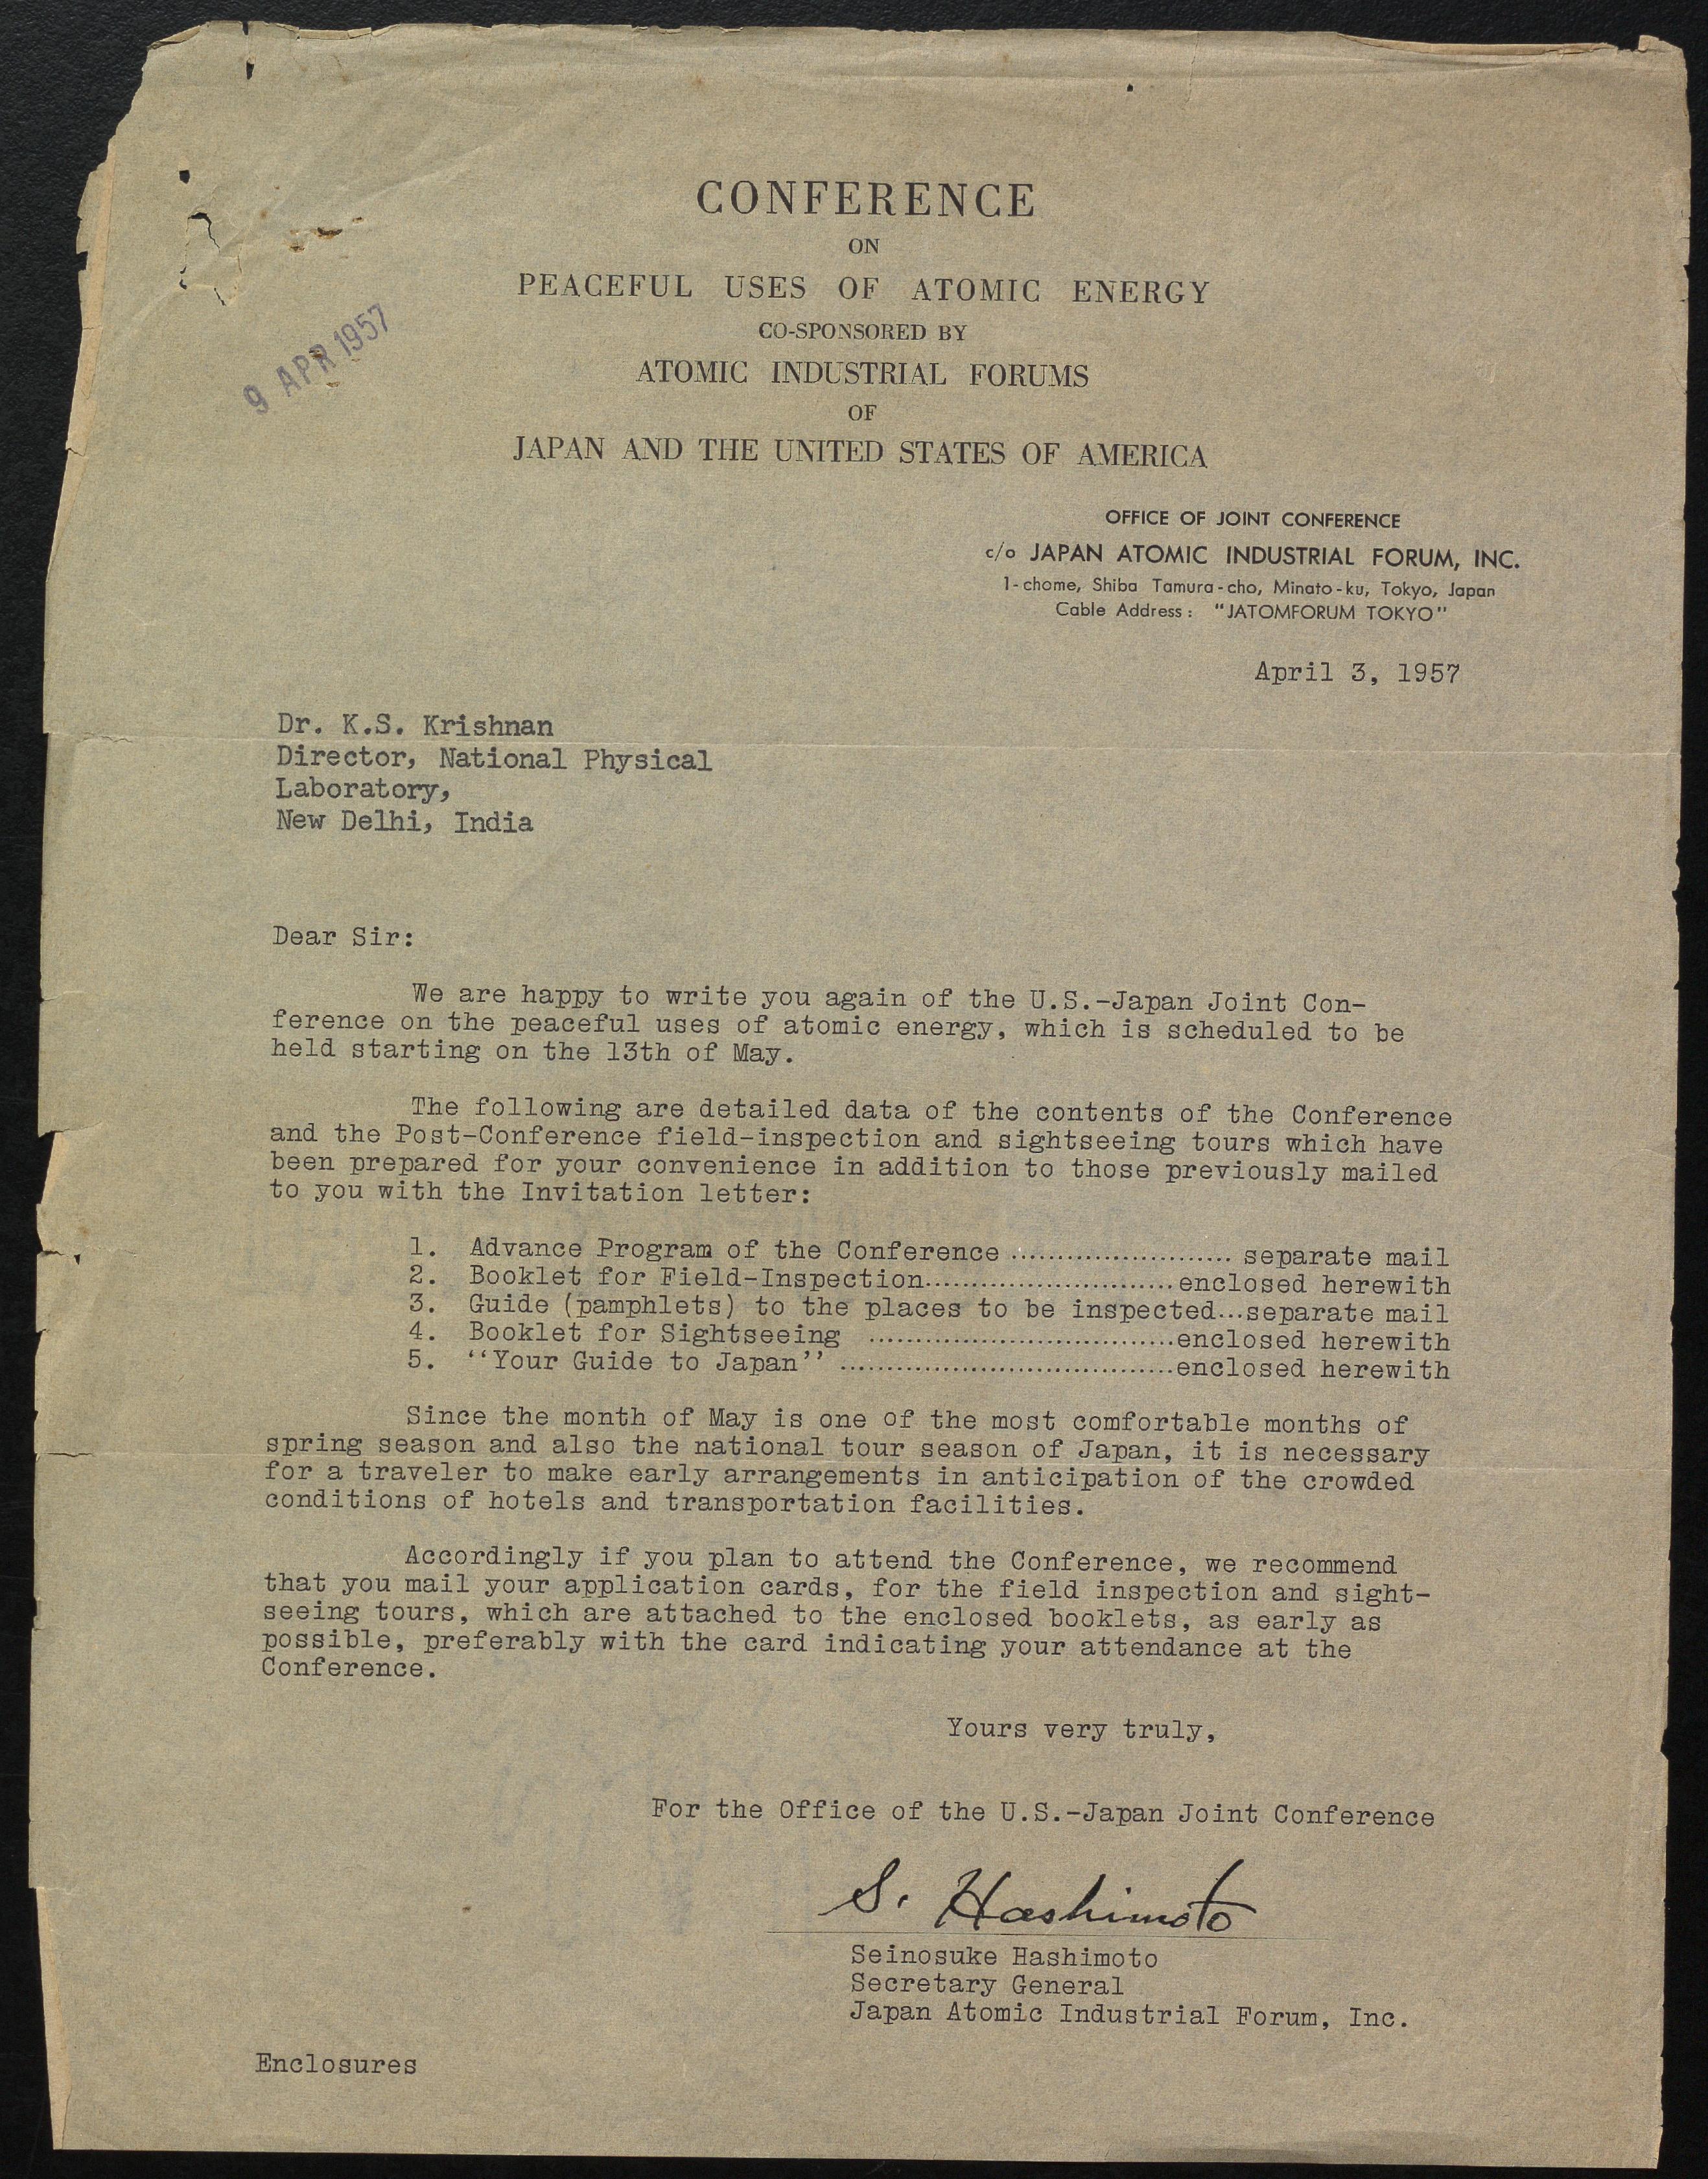 CONFERENCE
ON
PEACEFUL USES OF ATOMIC ENERGY
CO-SPONSORED BY
ATOMIC INDUSTRIAL FORUMS
OF
JAPAN AND THE UNITED STATES OF AMERICA
9 APR 1957
OFFICE OF JOINT CONFERENCE
c/o JAPAN ATOMIC INDUSTRIAL FORUM, INC.
1-chome, Shiba Tamura-cho, Minato-ku, Tokyo, Japan
Cable Address: "JATOMFORUM TOKYO"
April 3, 1957
Dr. K.S. Krishnan
Director, National Physical
Laboratory,
New Delhi, India
Dear Sir:
We are happy to write you again of the U.S.-Japan Joint Con-
ference on the peaceful uses of atomic energy, which is scheduled to be
held starting on the 13th of May.
The following are detailed data of the contents of the Conference
and the Post-Conference field-inspection and sightseeing tours which have
been prepared for your convenience in addition to those previously mailed
to you with the Invitation letter:
1. Advance Program of the Conference ........................ separate mail
2. Booklet for Field-Inspection...........................enclosed herewith
3. Guide (pamphlets) to the places to be inspected...separate mail
4. Booklet for Sightseeing .................................enclosed herewith
5. ''Your Guide to Japan'' ....................................enclosed herewith
Since the month of May is one of the most comfortable months of
spring season and also the national tour season of Japan, it is necessary
for a traveler to make early arrangements in anticipation of the crowded
conditions of hotels and transportation facilities.
Accordingly if you plan to attend the Conference, we recommend
that you mail your application cards, for the field inspection and sight-
seeing tours, which are attached to the enclosed booklets, as early as
possible, preferably with the card indicating your attendance at the
Conference.
Yours very truly,
For the Office of the U.S.-Japan Joint Conference
S. Hashimoto
Seinosuke Hashimoto
Secretary General
Japan Atomic Industrial Forum, Inc.
Enclosures